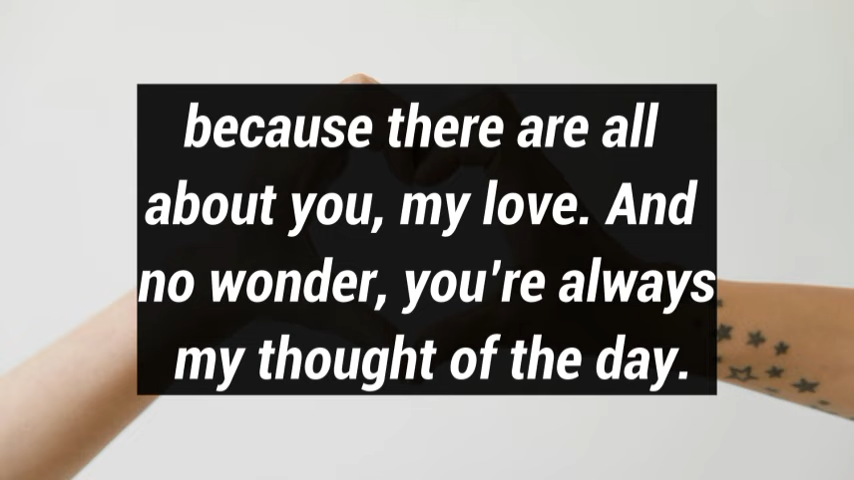 because there are all
about you, my love. And
no wonder, you're always
my thought of the day.